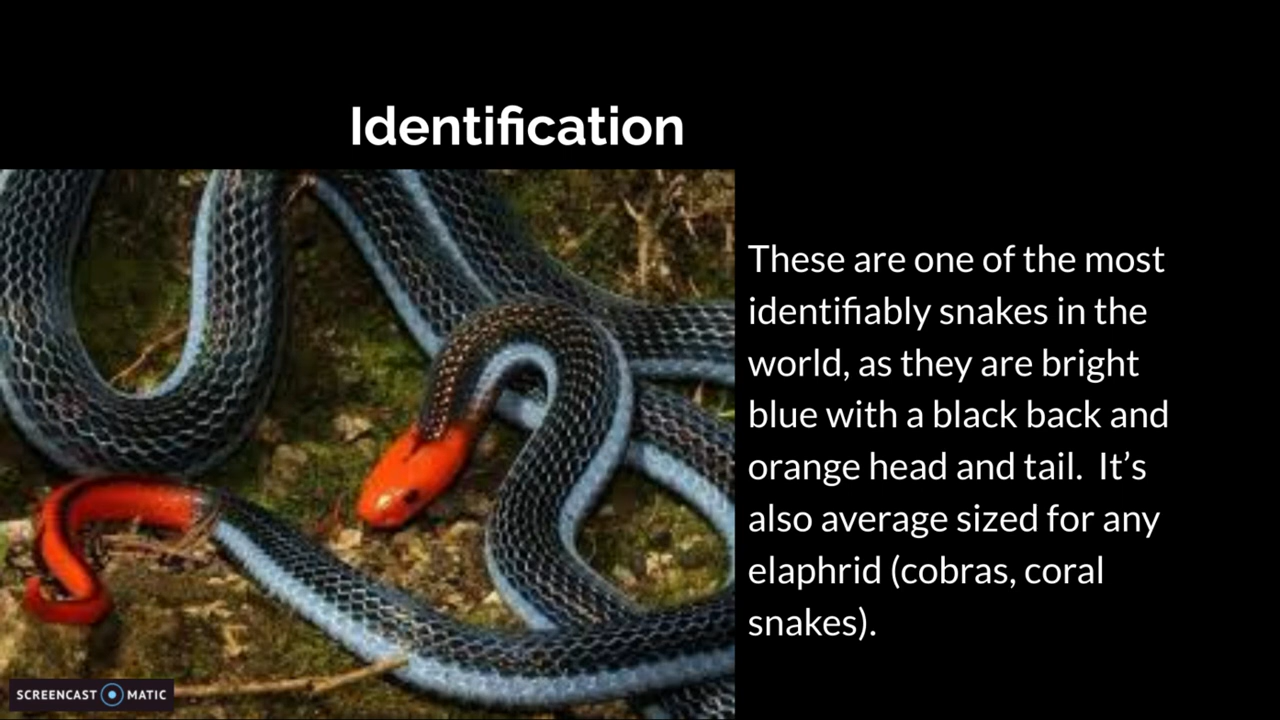 Identification
These are one of the most
identifiably snakes in the
world, as they are bright
blue with a black back and
orange head and tail.  It’s
also average sized for any
elaphrid (cobras, coral
snakes).
SCREENCAST MATIC